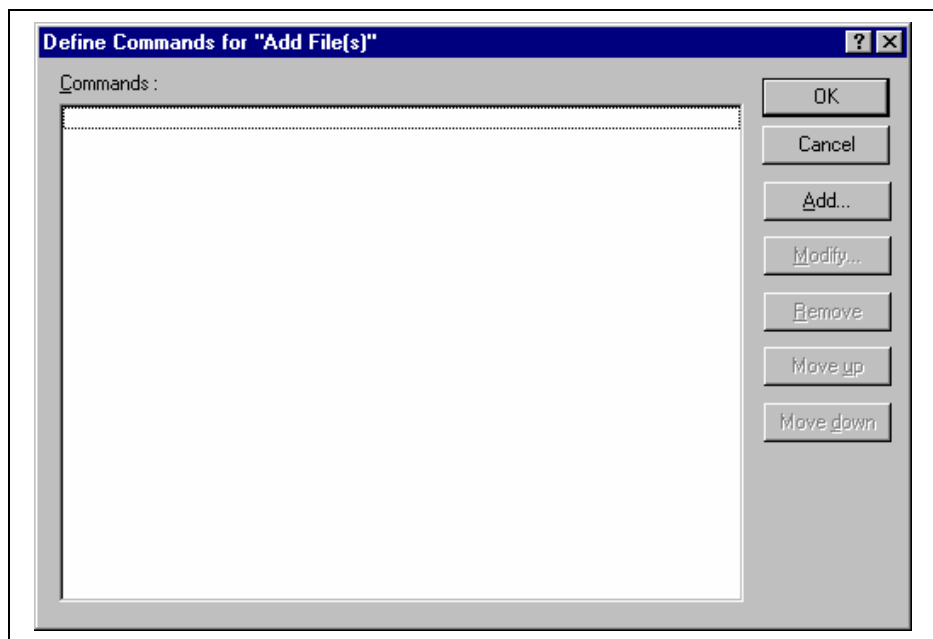 Define Commands for "Add File(s)"
Commands :
OK
Cancel
Add...
Modify...
Remove
Move up
Move down